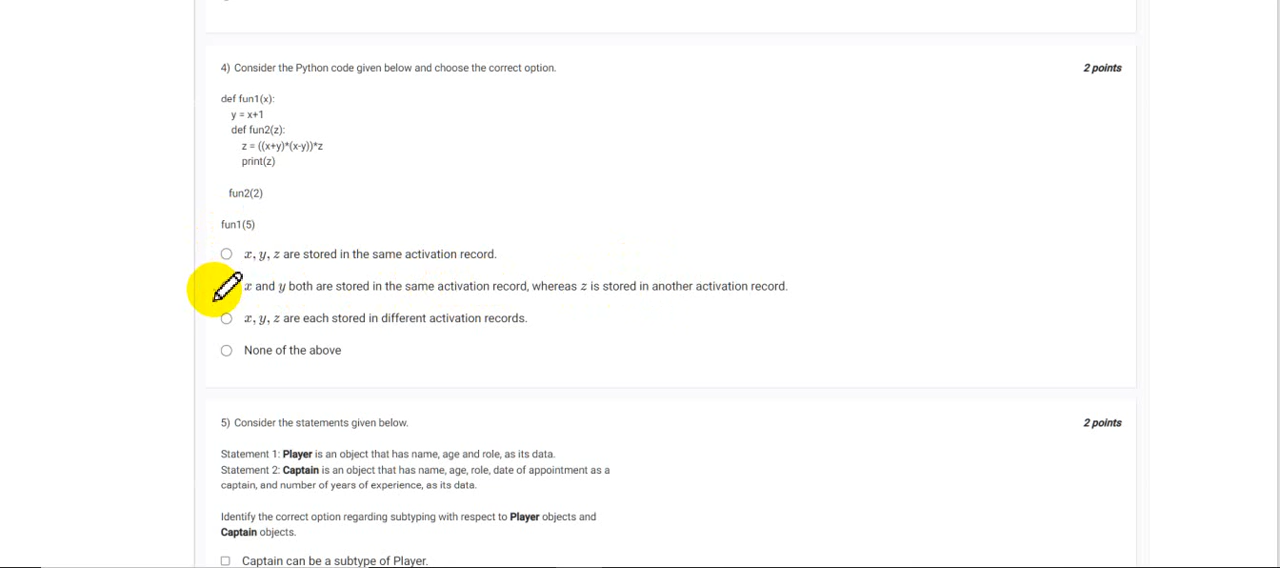 4) Consider the Python code given below and choose the correct option.
2 points
def fun1(x):
y = x+1
def fun2(z):
z = ((x+y)*(x-y))*z
print(z)
fun2(2)
fun1(5)
x, y, z are stored in the same activation record.
x and y both are stored in the same activation record, whereas z is stored in another activation record.
x, y, z are each stored in different activation records.
None of the above
5) Consider the statements given below.
2 points
Statement 1: Player is an object that has name, age and role, as its data.
Statement 2: Captain is an object that has name, age, role, date of appointment as a
captain, and number of years of experience, as its data.
Identify the correct option regarding subtyping with respect to Player objects and
Captain objects.
Captain can be a subtype of Player.